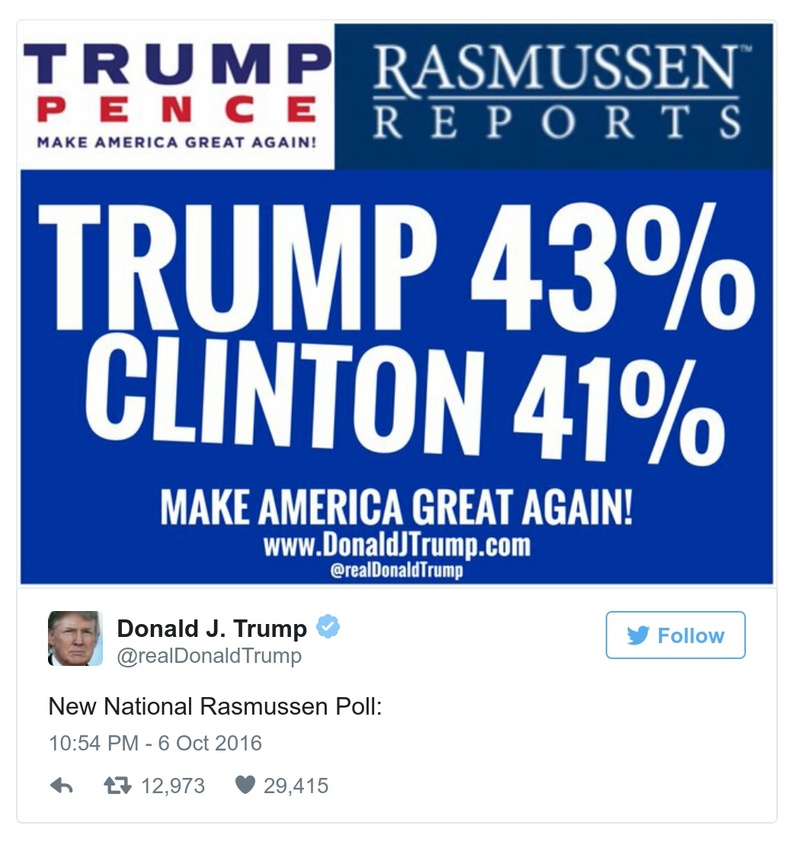 TRUMP
PENCE
MAKE AMERICA GREAT AGAIN!
RASMUSSEN™
REPORTS
TRUMP 43%
CLINTON 41%
MAKE AMERICA GREAT AGAIN!
www.DonaldJTrump.com
@realDonaldTrump
Donald J. Trump
@realDonaldTrump
Follow
New National Rasmussen Poll:
10:54 PM - 6 Oct 2016
12,973 29,415